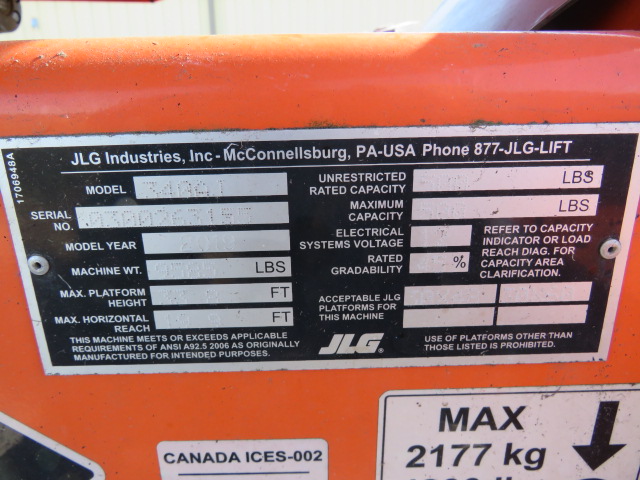 1706948A
JLG Industries, Inc - McConnellsburg, PA-USA Phone 877-JLG-LIFT
MODEL 340AJ
SERIAL NO.
MODEL YEAR
MACHINE WT. LBS
MAX. PLATFORM HEIGHT FT
MAX. HORIZONTAL REACH FT
THIS MACHINE MEETS OR EXCEEDS APPLICABLE
REQUIREMENTS OF ANSI A92.5 2006 AS ORIGINALLY
MANUFACTURED FOR INTENDED APPLICATIONS.
UNRESTRICTED
RATED CAPACITY LBS
MAXIMUM
CAPACITY LBS
ELECTRICAL
SYSTEMS VOLTAGE
RATED
GRADABILITY %
REFER TO CAPACITY
INDICATOR OR LOAD
REACH DIAG. FOR
CAPACITY AREA
CLARIFICATION.
ACCEPTABLE JLG
PLATFORMS FOR
THIS MACHINE
JLG®
USE OF PLATFORMS OTHER THAN
THOSE LISTED IS PROHIBITED.
CANADA ICES-002
MAX
2177 kg